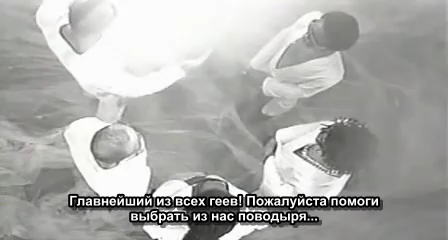 Главнейший из всех геев! Пожалуйста помоги
выбрать из нас поводыря...